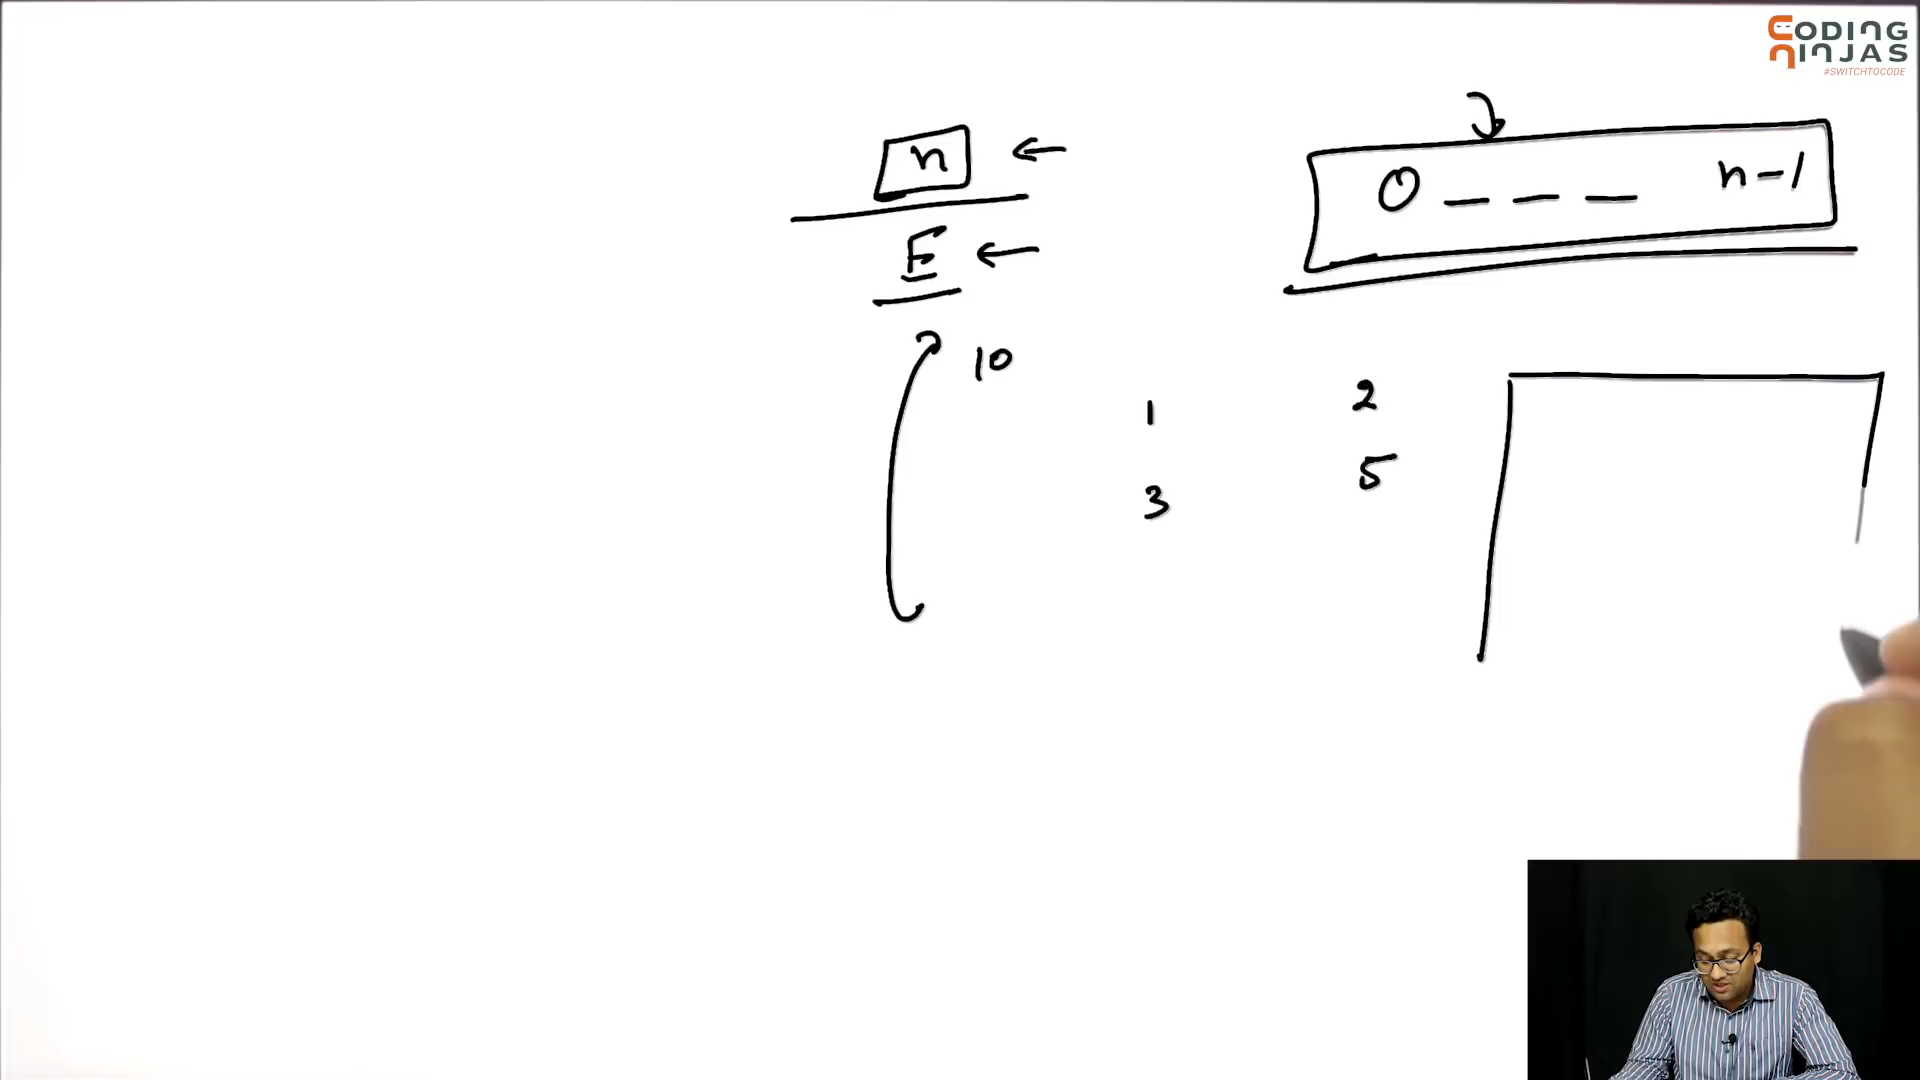 CODING
NINJAS
#SWITCHTOCODE
n ←
0 _ _ _ n-1
E ←
10
1 2
3 5